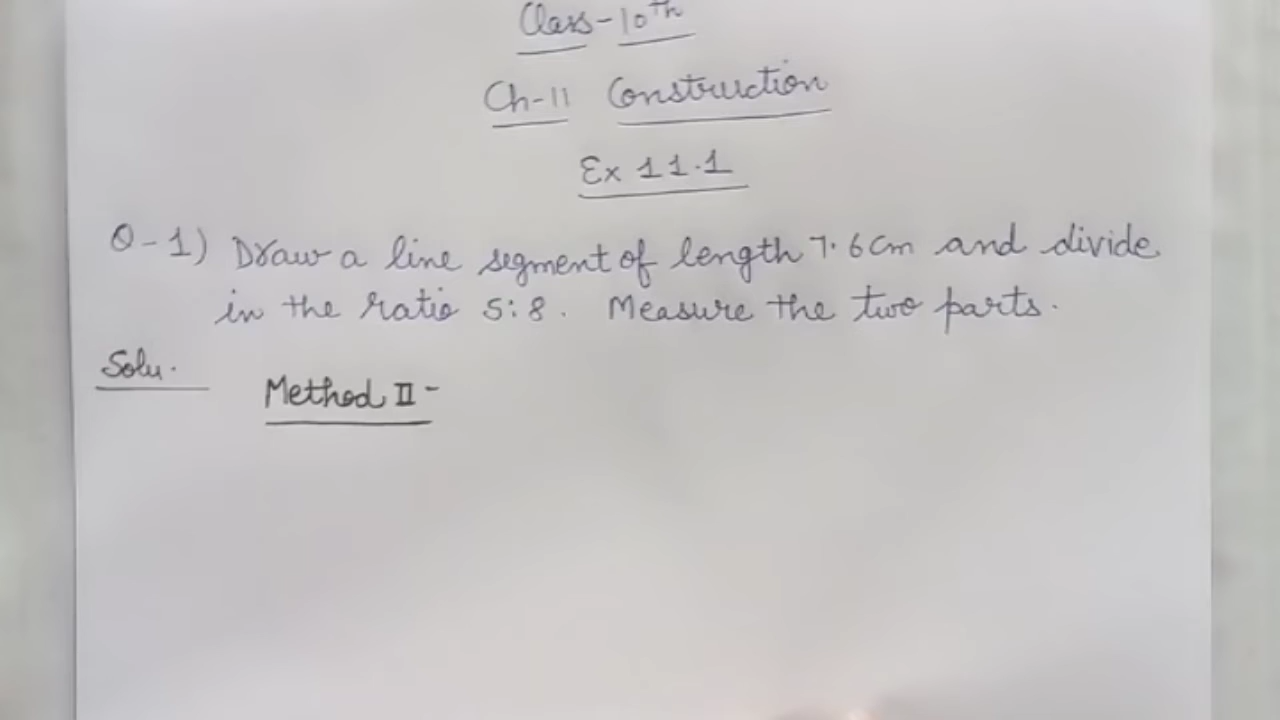 Class-10th
Ch-11 Construction
Ex 11.1
Q-1) Draw a line segment of length 7.6cm and divide
in the ratio 5:8. Measure the two parts.
Solu.
Method II -